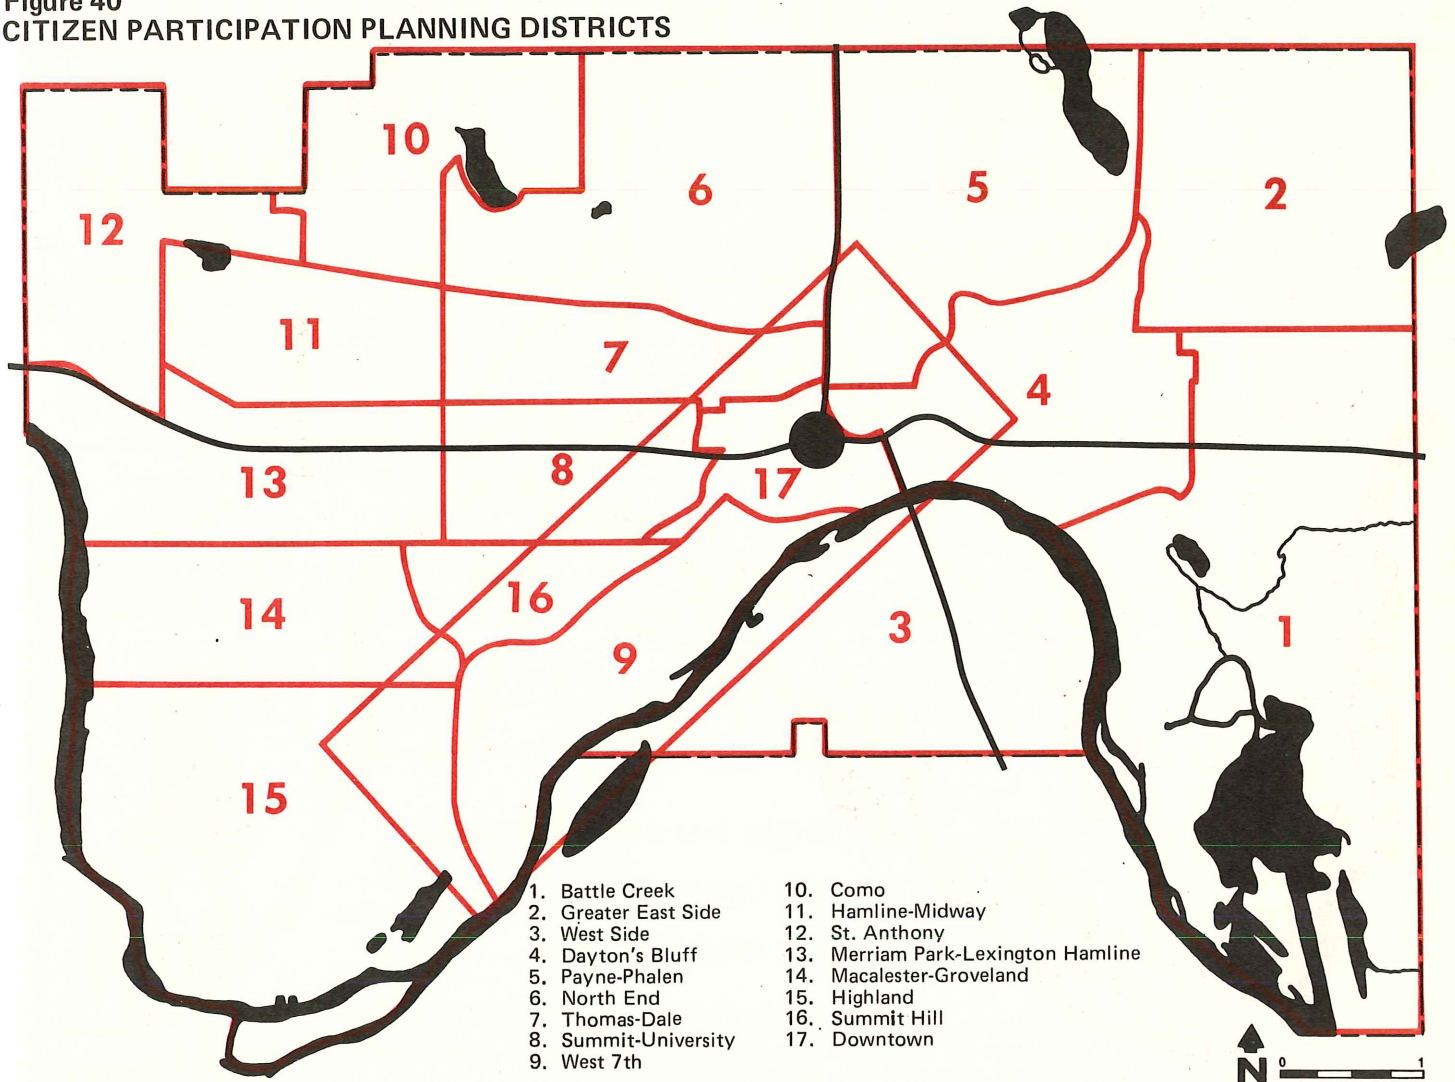 Figure 40
CITIZEN PARTICIPATION PLANNING DISTRICTS
10
6
5
2
12
11
7
4
13
8
17
14
16
9
3
1
15
1. Battle Creek
2. Greater East Side
3. West Side
4. Dayton's Bluff
5. Payne-Phalen
6. North End
7. Thomas-Dale
8. Summit-University
9. West 7th
10. Como
11. Hamline-Midway
12. St. Anthony
13. Merriam Park-Lexington Hamline
14. Macalester-Groveland
15. Highland
16. Summit Hill
17. Downtown
N
0 1